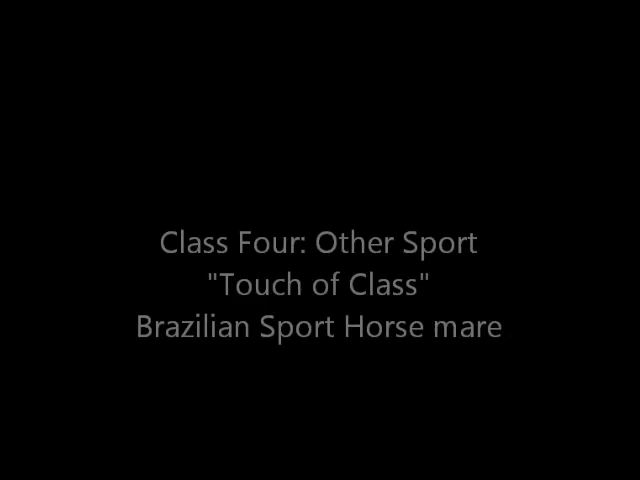 Class Four: Other Sport
"Touch of Class"
Brazilian Sport Horse mare